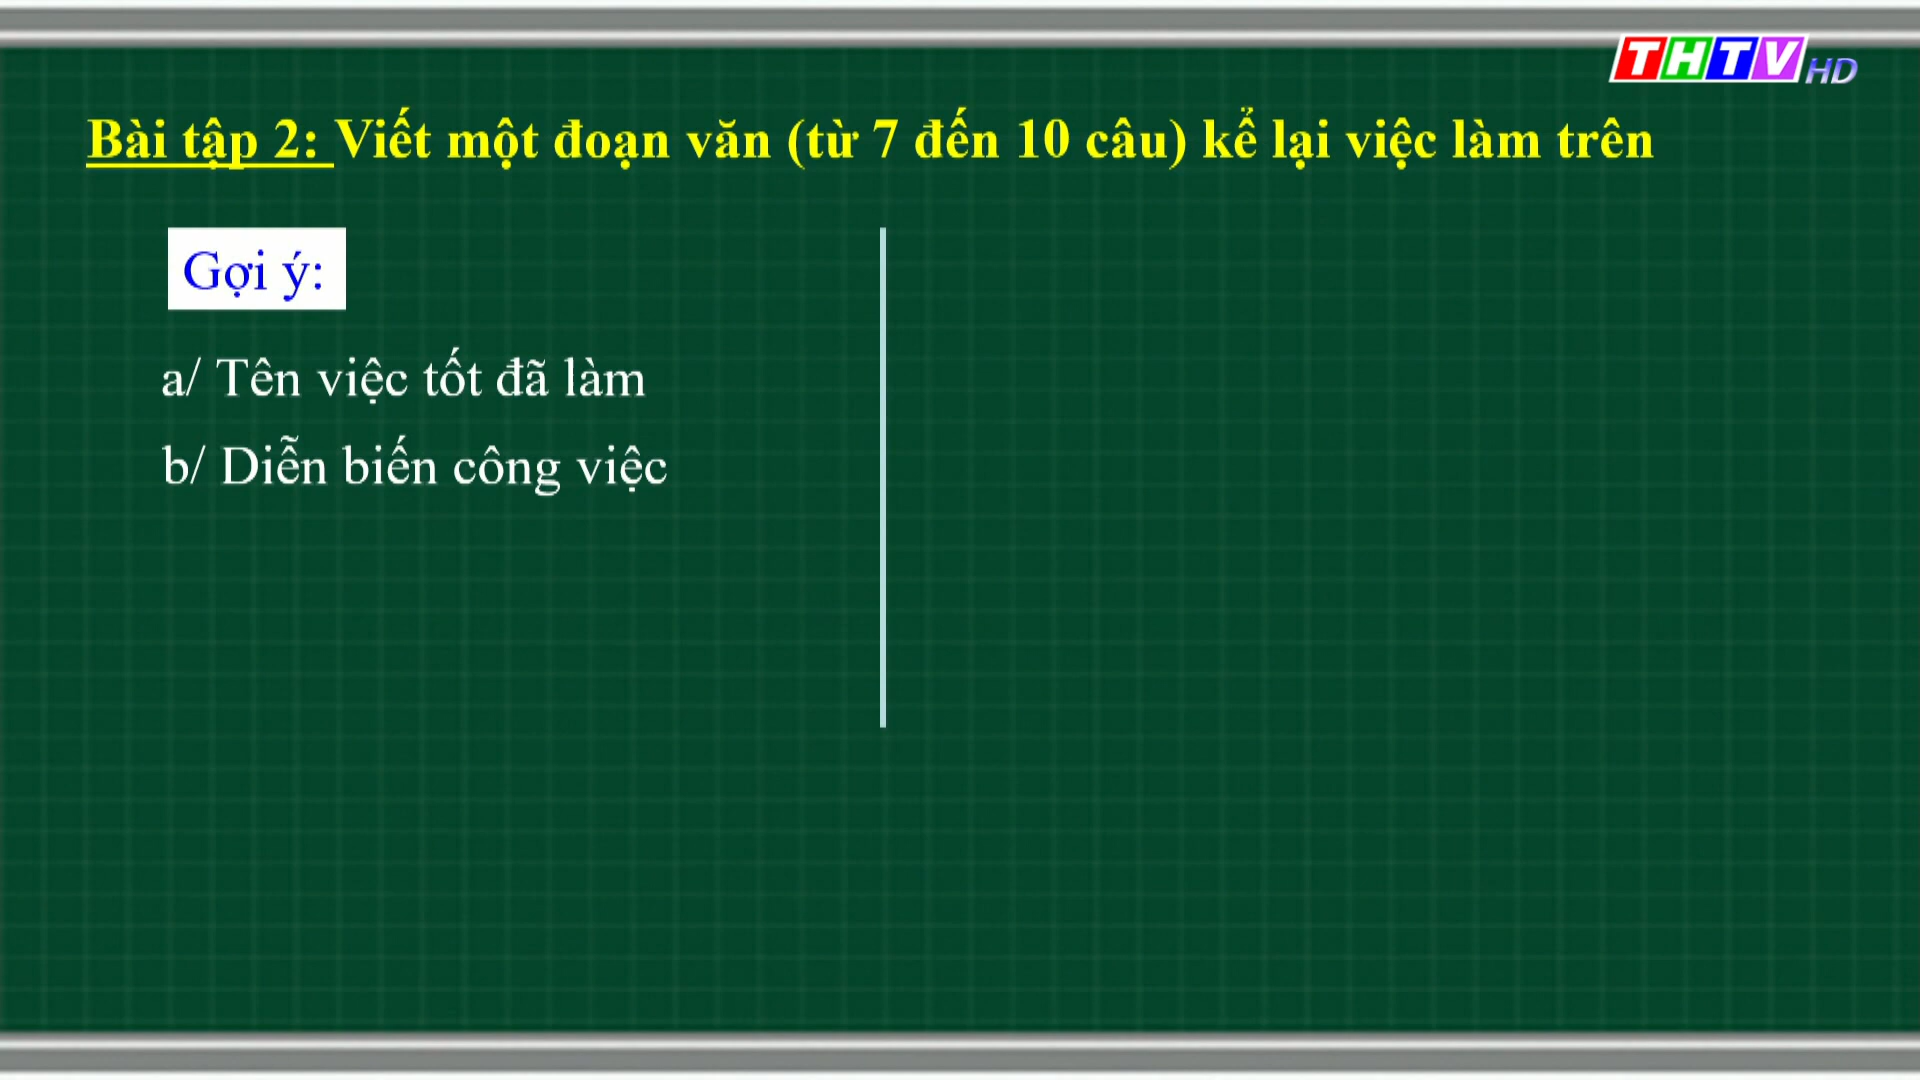 THTV HD
Bài tập 2: Viết một đoạn văn (từ 7 đến 10 câu) kể lại việc làm trên
Gợi ý:
a/ Tên việc tốt đã làm
b/ Diễn biến công việc